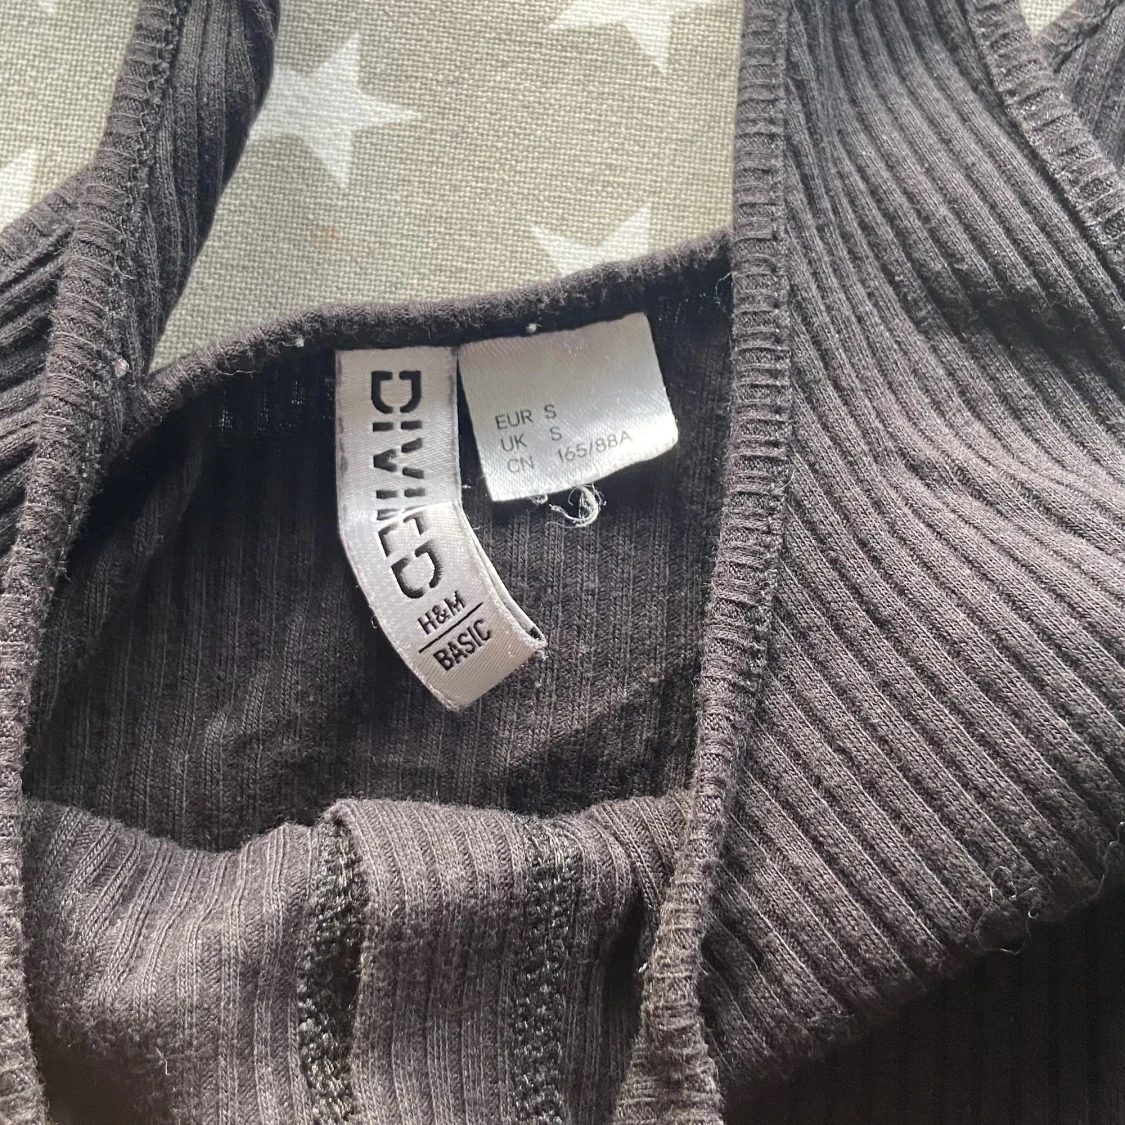 DIVIDED
H&M
BASIC
EUR S
UK S
CN 165/88A